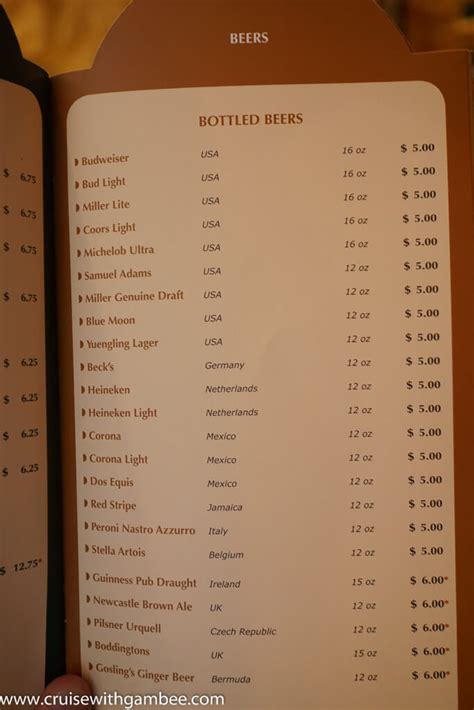 $ 6.75
$ 6.75
$ 6.75
$ 6.75
$ 6.25
$ 6.25
$ 6.25
$ 6.25
$ 12.75*
BEERS
BOTTLED BEERS
Budweiser USA 16 oz $ 5.00
Bud Light USA 16 oz $ 5.00
Miller Lite USA 16 oz $ 5.00
Coors Light USA 16 oz $ 5.00
Michelob Ultra USA 16 oz $ 5.00
Samuel Adams USA 12 oz $ 5.00
Miller Genuine Draft USA 12 oz $ 5.00
Blue Moon USA 12 oz $ 5.00
Yuengling Lager USA 12 oz $ 5.00
Beck's Germany 12 oz $ 5.00
Heineken Netherlands 12 oz $ 5.00
Heineken Light Netherlands 12 oz $ 5.00
Corona Mexico 12 oz $ 5.00
Corona Light Mexico 12 oz $ 5.00
Dos Equis Mexico 12 oz $ 5.00
Red Stripe Jamaica 12 oz $ 5.00
Peroni Nastro Azzurro Italy 12 oz $ 5.00
Stella Artois Belgium 12 oz $ 5.00
Guinness Pub Draught Ireland 15 oz $ 6.00*
Newcastle Brown Ale UK 12 oz $ 6.00*
Pilsner Urquell Czech Republic 12 oz $ 6.00*
Boddingtons UK 15 oz $ 6.00*
Gosling's Ginger Beer Bermuda 12 oz $ 6.00*
www.cruisewithgambee.com